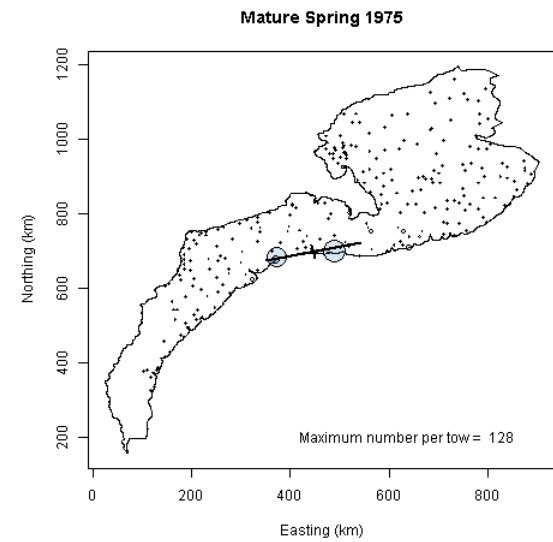 Mature Spring 1975
1200
1000
800
600
400
200
Northing (km)
Maximum number per tow = 128
0 200 400 600 800
Easting (km)